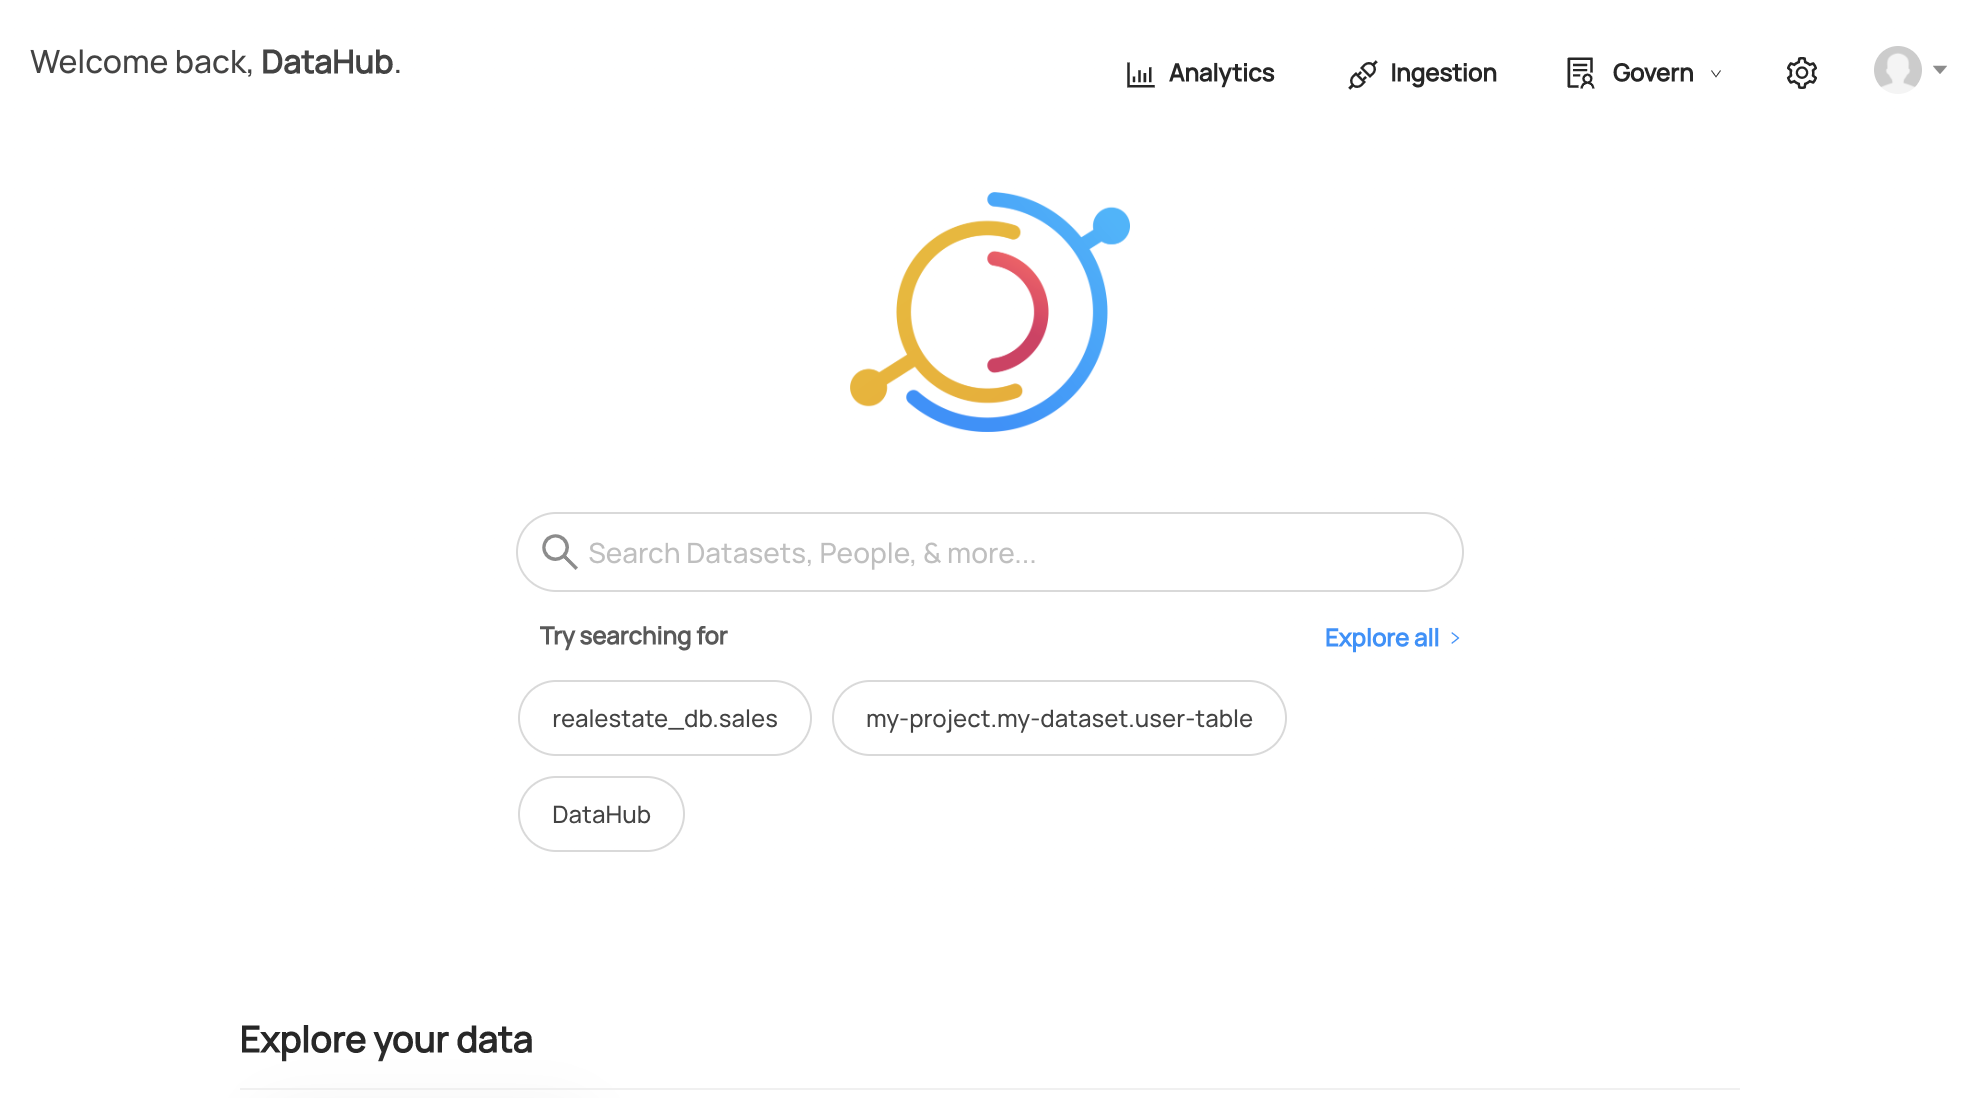 Welcome back, DataHub.
Analytics
Ingestion
Govern
Search Datasets, People, & more...
Try searching for
Explore all
realestate_db.sales
my-project.my-dataset.user-table
DataHub
Explore your data